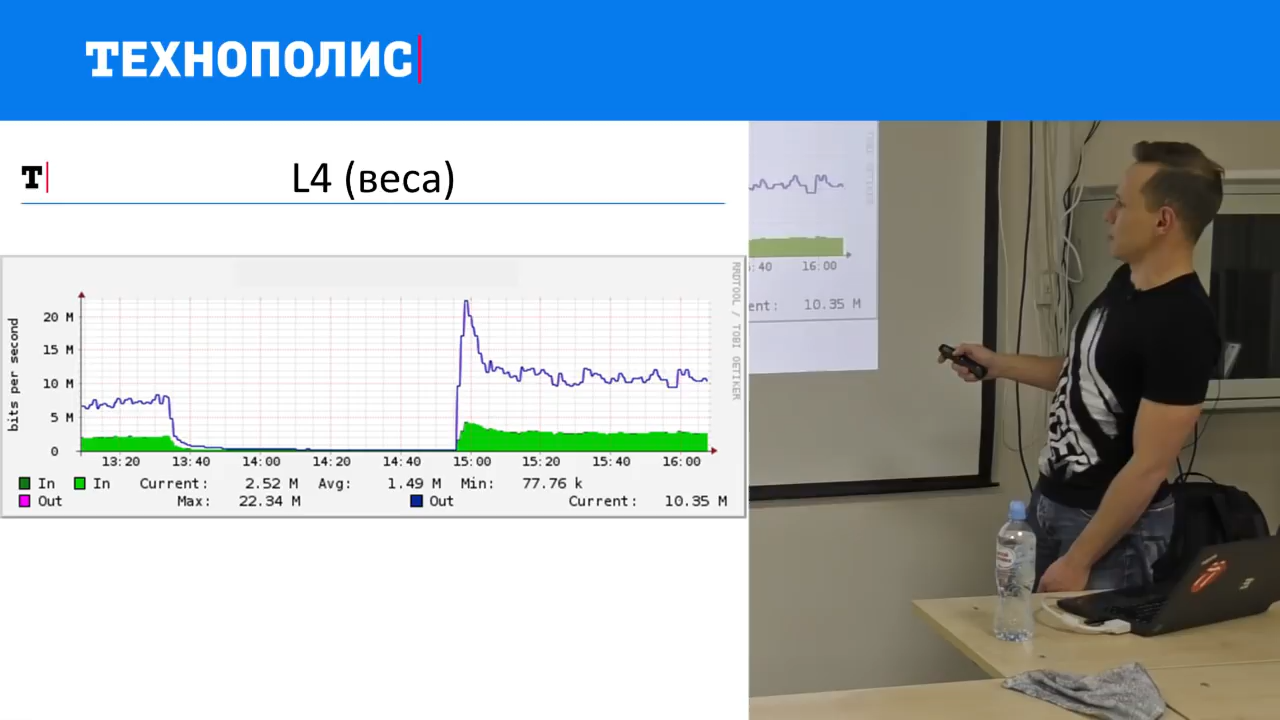 ТЕХНОПОЛИС
Т
L4 (веса)
RRDTOOL / TOBI OETIKER
bits per second
20 M
15 M
10 M
5 M
0
13:20 13:40 14:00 14:20 14:40 15:00 15:20 15:40 16:00
In In Current: 2.52 M Avg: 1.49 M Min: 77.76 k
Out Max: 22.34 M Out Current: 10.35 M
:40 16:00
ent: 10.35 M